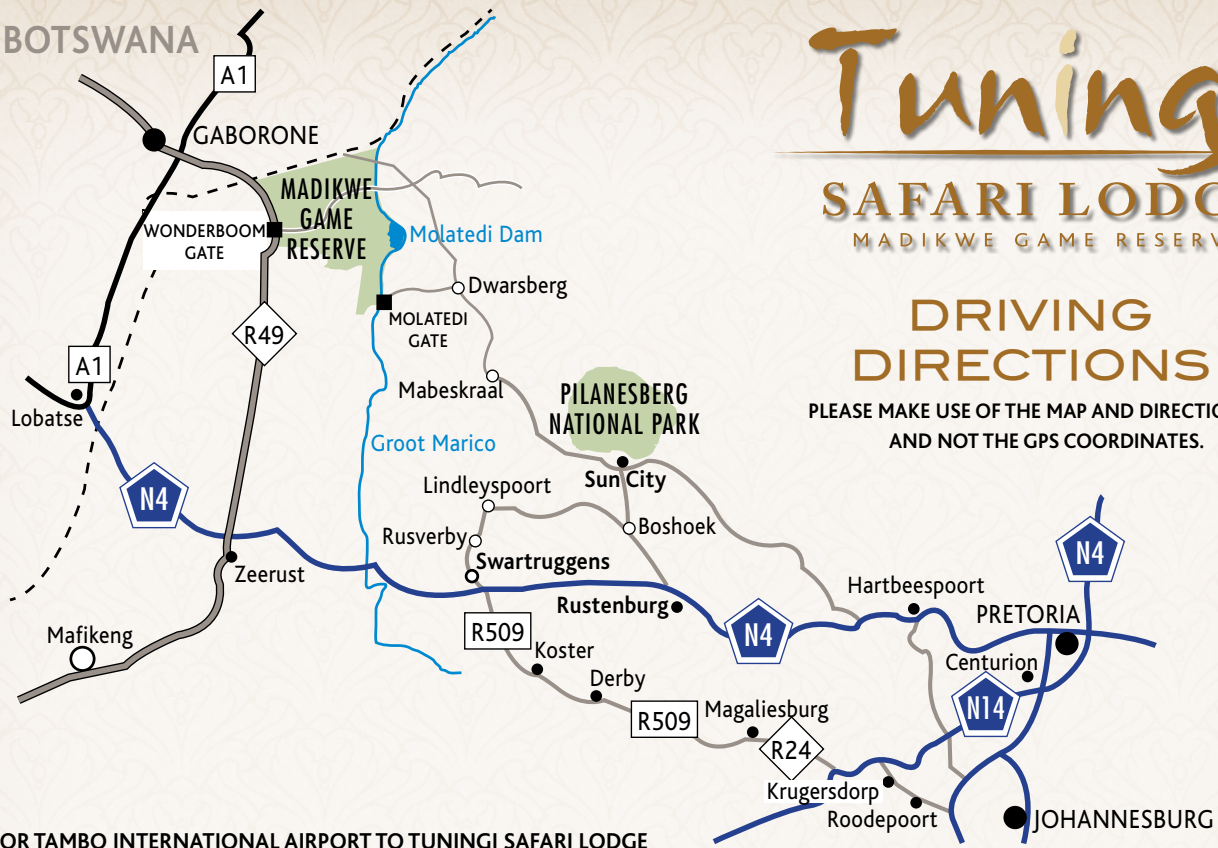 BOTSWANA
A1
GABORONE
MADIKWE
GAME
RESERVE
WONDERBOOM
GATE
Molatedi Dam
Dwarsberg
MOLATEDI
GATE
R49
A1
Lobatse
Mabeskraal
PILANESBERG
NATIONAL PARK
Groot Marico
Sun City
Lindleyspoort
N4
Boshoek
Rusverby
Swartruggens
Zeerust
Rustenburg
Hartbeespoort
N4
PRETORIA
Mafikeng
R509
N4
Koster
Centurion
Derby
N14
R509
Magaliesburg
R24
Krugersdorp
Roodepoort
JOHANNESBURG
Tuning
SAFARI LODG
MADIKWE GAME RESERV
DRIVING
DIRECTIONS
PLEASE MAKE USE OF THE MAP AND DIRECTIO
AND NOT THE GPS COORDINATES.
OR TAMBO INTERNATIONAL AIRPORT TO TUNINGI SAFARI LODGE